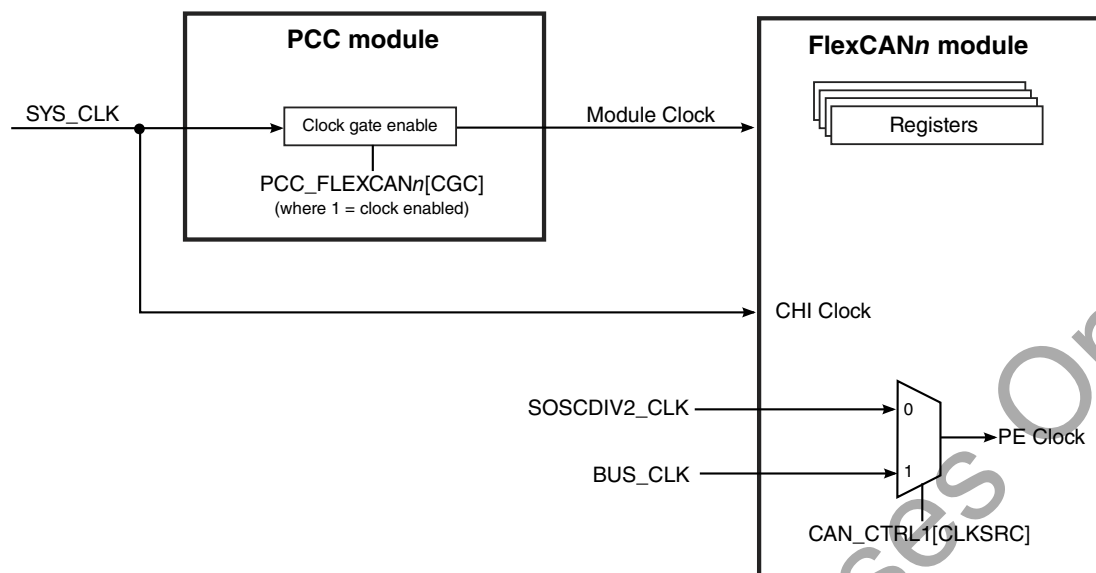 PCC module
FlexCANn module
SYS_CLK
Clock gate enable
Module Clock
Registers
PCC_FLEXCANn[CGC]
(where 1 = clock enabled)
CHI Clock
SOSCDIV2_CLK
0
PE Clock
BUS_CLK
1
CAN_CTRL1[CLKSRC]